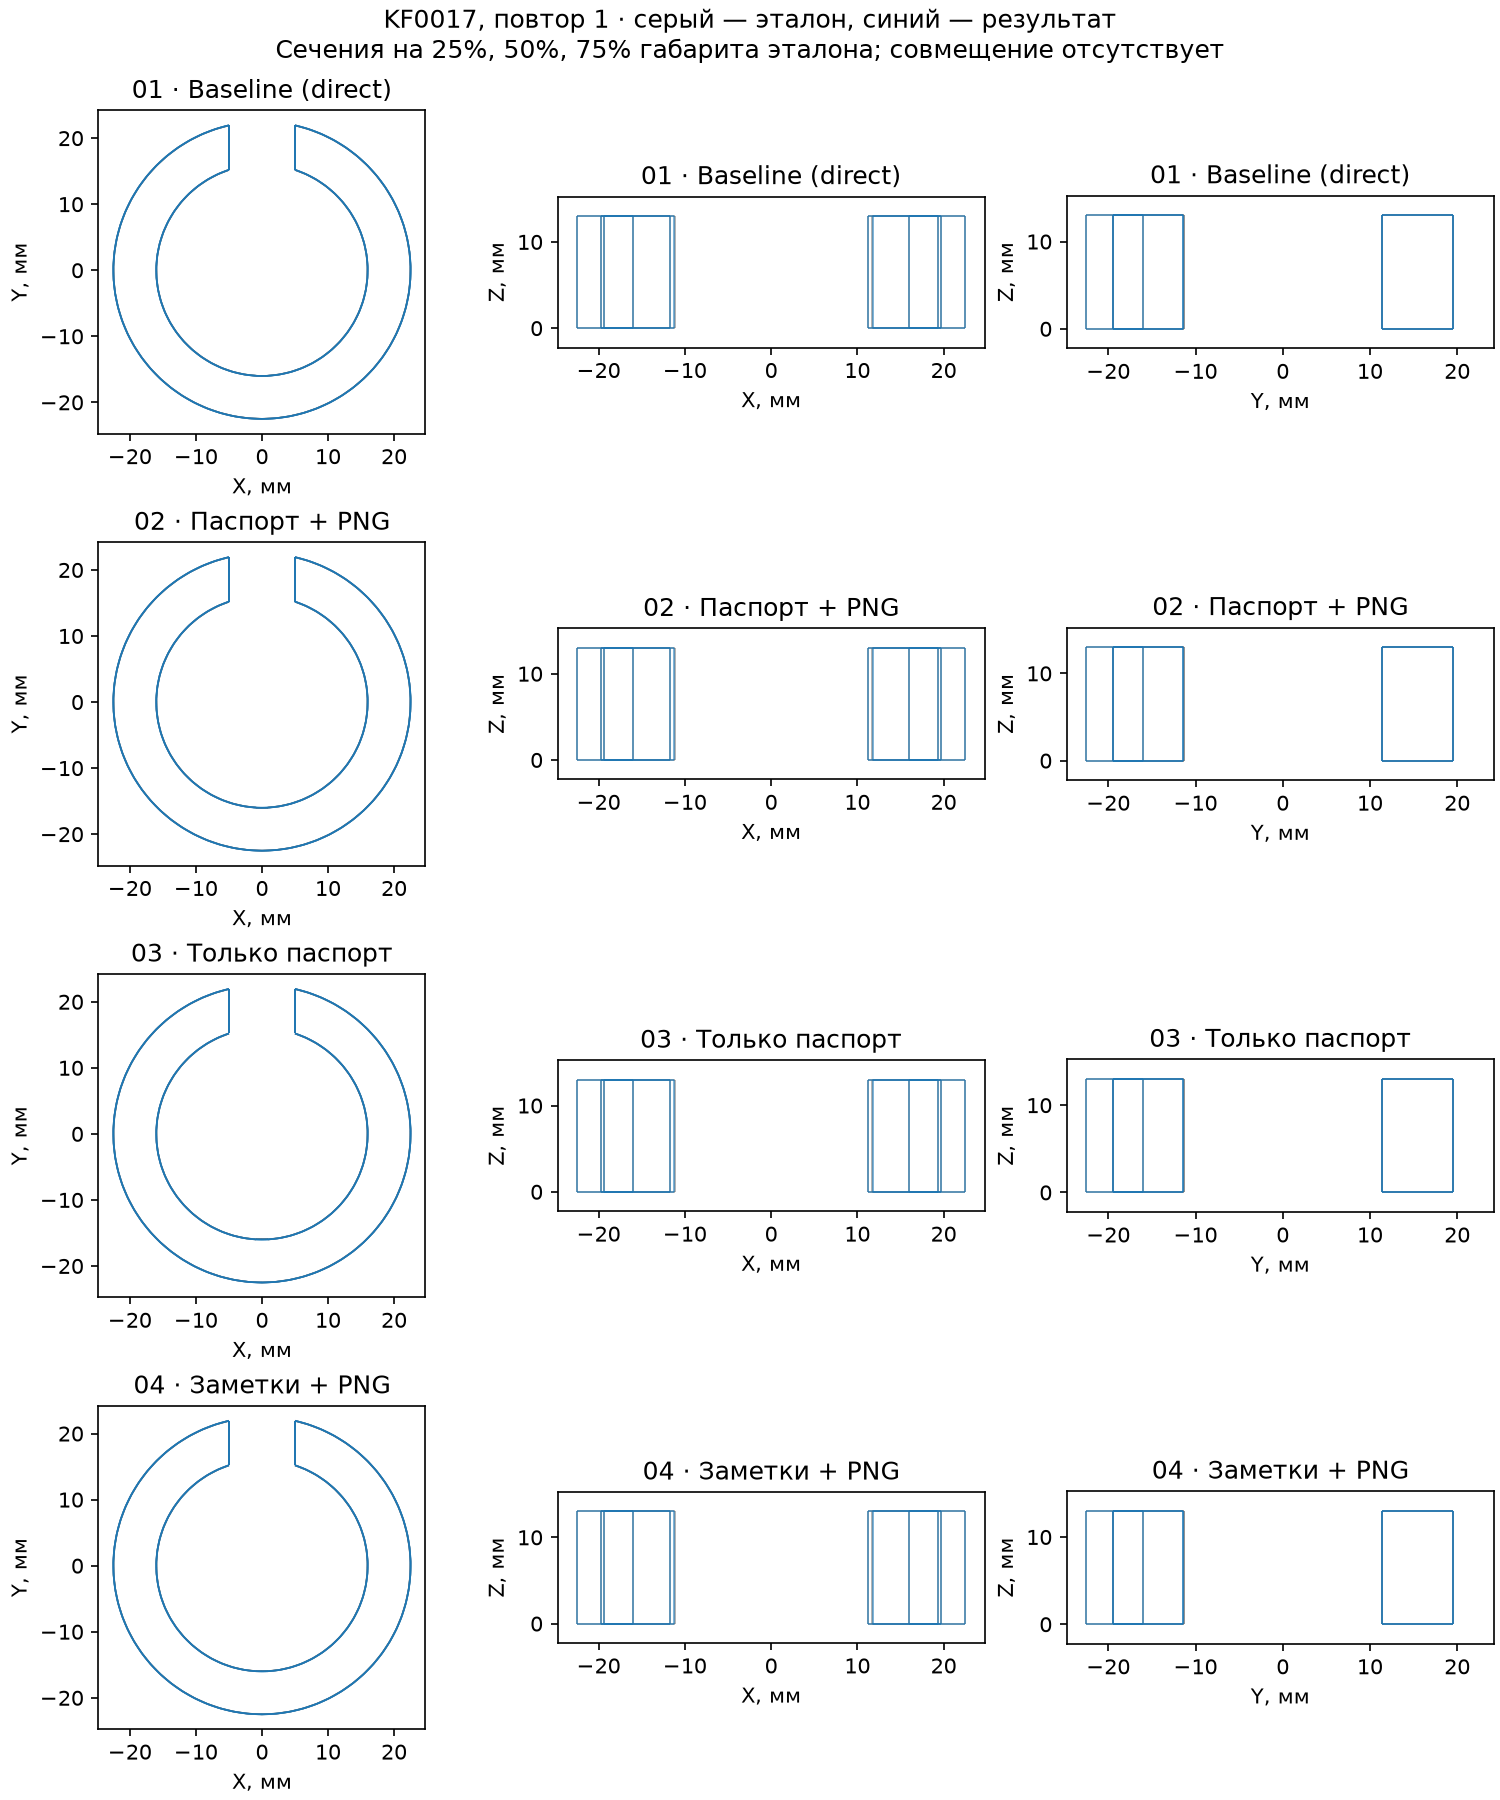 KF0017, повтор 1 · серый — эталон, синий — результат
Сечения на 25%, 50%, 75% габарита эталона; совмещение отсутствует
01 · Baseline (direct)
20
10
0
−10
−20
Y, мм
−20 −10 0 10 20
X, мм
01 · Baseline (direct)
10
0
Z, мм
−20 −10 0 10 20
X, мм
01 · Baseline (direct)
10
0
Z, мм
−20 −10 0 10 20
Y, мм
02 · Паспорт + PNG
20
10
0
−10
−20
Y, мм
−20 −10 0 10 20
X, мм
02 · Паспорт + PNG
10
0
Z, мм
−20 −10 0 10 20
X, мм
02 · Паспорт + PNG
10
0
Z, мм
−20 −10 0 10 20
Y, мм
03 · Только паспорт
20
10
0
−10
−20
Y, мм
−20 −10 0 10 20
X, мм
03 · Только паспорт
10
0
Z, мм
−20 −10 0 10 20
X, мм
03 · Только паспорт
10
0
Z, мм
−20 −10 0 10 20
Y, мм
04 · Заметки + PNG
20
10
0
−10
−20
Y, мм
−20 −10 0 10 20
X, мм
04 · Заметки + PNG
10
0
Z, мм
−20 −10 0 10 20
X, мм
04 · Заметки + PNG
10
0
Z, мм
−20 −10 0 10 20
Y, мм